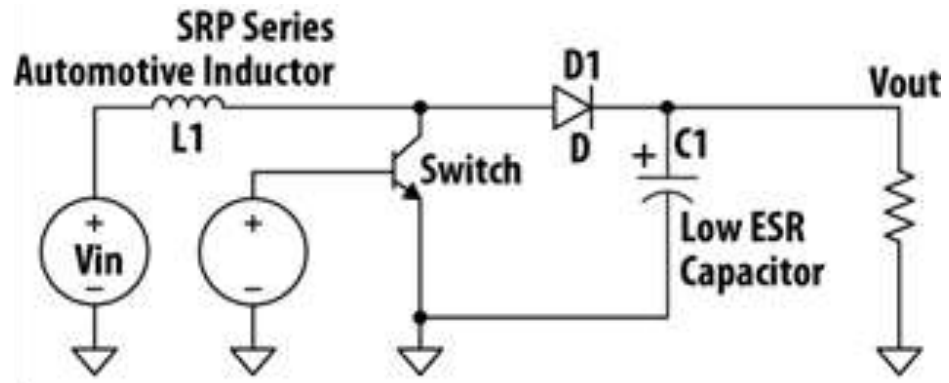 SRP Series
Automotive Inductor
L1
D1
D
Vout
+ C1
Switch
+
Vin
−
+
−
Low ESR
Capacitor